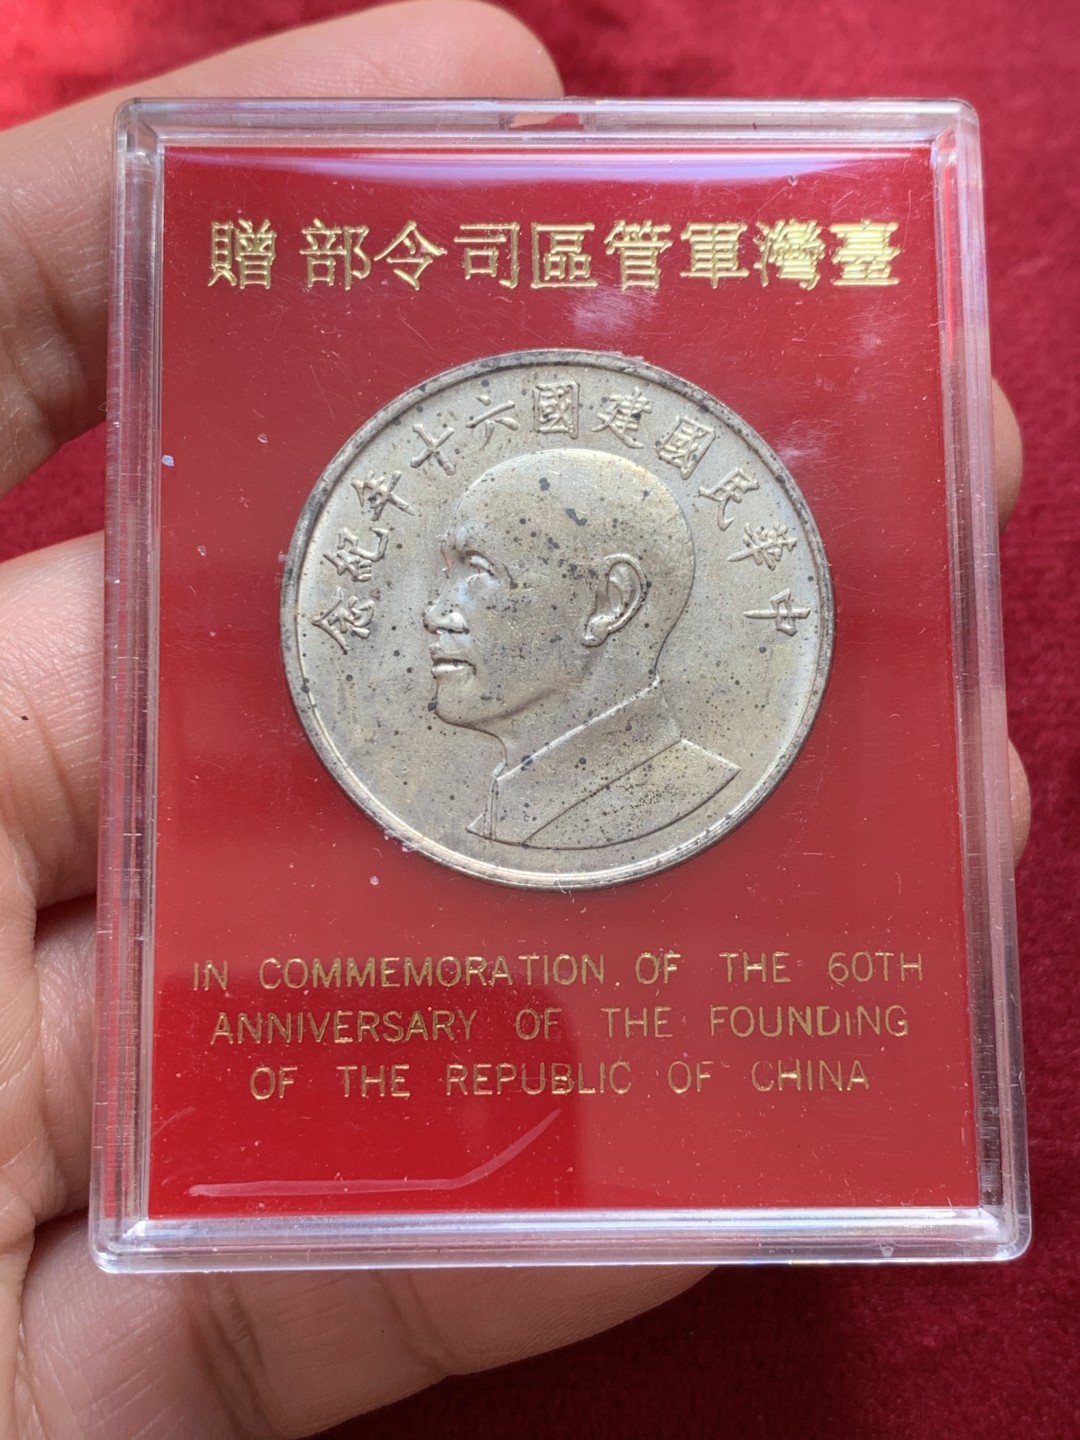 臺灣軍管區司令部 贈
中華民國建國六十年紀念
IN COMMEMORATION OF THE 60TH
ANNIVERSARY OF THE FOUNDING
OF THE REPUBLIC OF CHINA